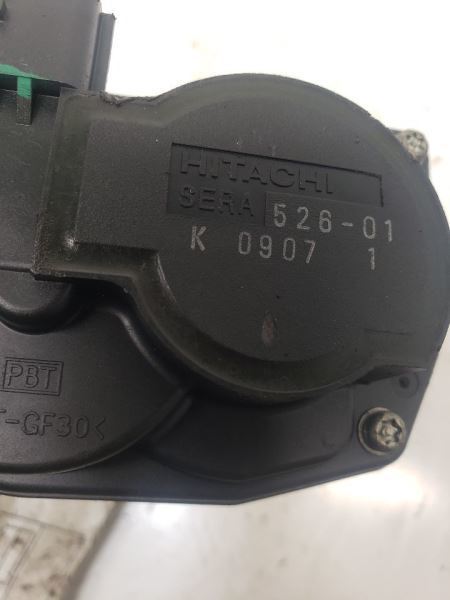 HITACHI
SERA 526-01
K 0907 1
PBT
-GF30<